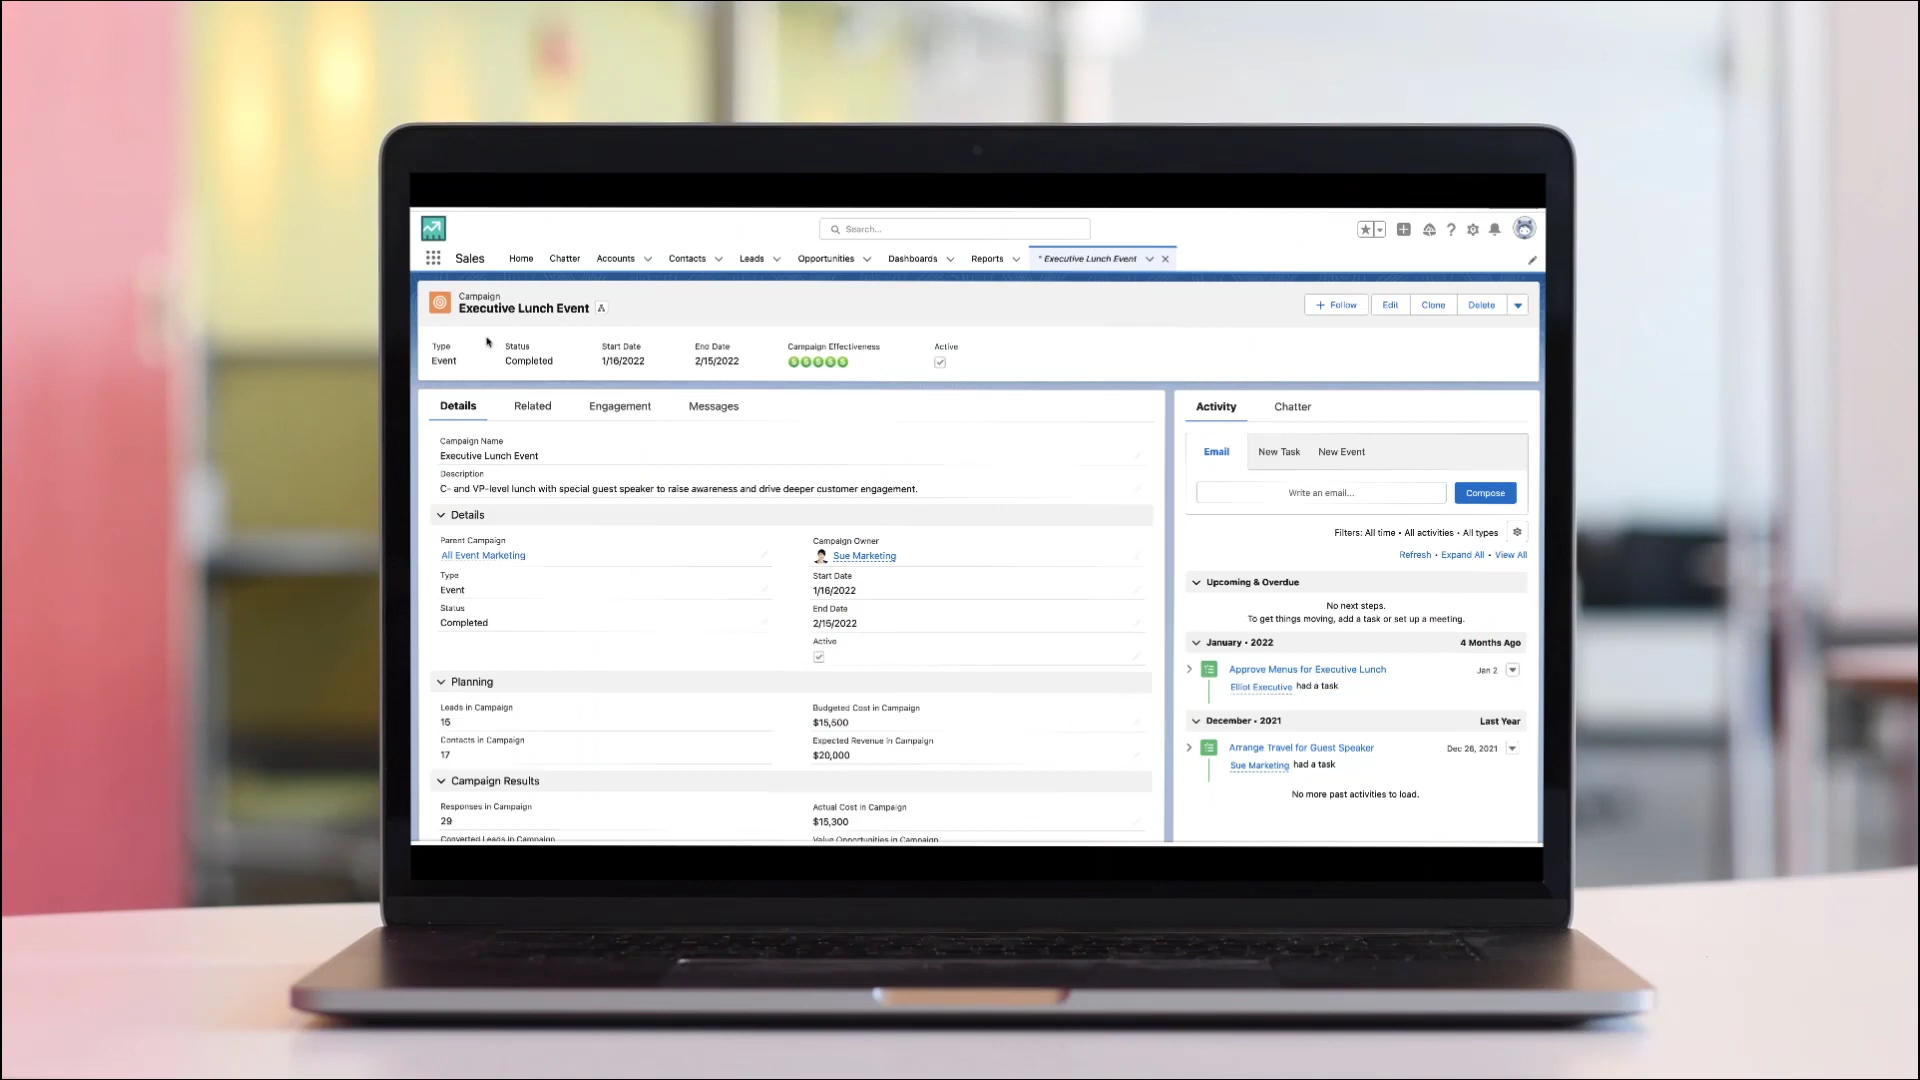 Search...
Sales Home Chatter Accounts Contacts Leads Opportunities Dashboards Reports * Executive Lunch Event
Campaign
Executive Lunch Event
+ Follow Edit Clone Delete
Type Status Start Date End Date Campaign Effectiveness Active
Event Completed 1/16/2022 2/15/2022 $ $ $ $ $
Details Related Engagement Messages
Campaign Name
Executive Lunch Event
Description
C- and VP-level lunch with special guest speaker to raise awareness and drive deeper customer engagement.
Details
Parent Campaign Campaign Owner
All Event Marketing Sue Marketing
Type Start Date
Event 1/16/2022
Status End Date
Completed 2/15/2022
Active
Planning
Leads in Campaign Budgeted Cost in Campaign
15 $15,500
Contacts in Campaign Expected Revenue in Campaign
17 $20,000
Campaign Results
Responses in Campaign Actual Cost in Campaign
29 $15,300
Converted Leads in Campaign Value Opportunities in Campaign
Activity Chatter
Email New Task New Event
Write an email... Compose
Filters: All time • All activities • All types
Refresh • Expand All • View All
Upcoming & Overdue
No next steps.
To get things moving, add a task or set up a meeting.
January • 2022 4 Months Ago
Approve Menus for Executive Lunch Jan 2
Elliot Executive had a task
December • 2021 Last Year
Arrange Travel for Guest Speaker Dec 26, 2021
Sue Marketing had a task
No more past activities to load.